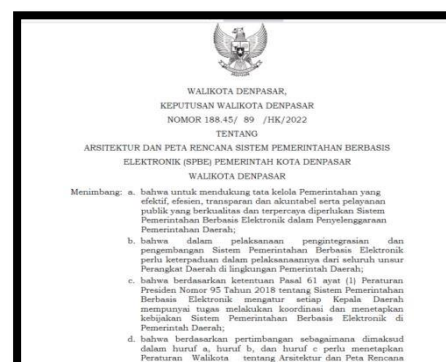 WALIKOTA DENPASAR,
KEPUTUSAN WALIKOTA DENPASAR
NOMOR 188.45/ 89 /HK/2022
TENTANG
ARSITEKTUR DAN PETA RENCANA SISTEM PEMERINTAHAN BERBASIS
ELEKTRONIK (SPBE) PEMERINTAH KOTA DENPASAR
WALIKOTA DENPASAR
Menimbang: a. bahwa untuk mendukung tata kelola Pemerintahan yang
efektif, efesien, transparan dan akuntabel serta pelayanan
publik yang berkualitas dan terpercaya diperlukan Sistem
Pemerintahan Berbasis Elektronik dalam Penyelenggaraan
Pemerintahan Daerah;
b. bahwa dalam pelaksanaan pengintegrasian dan
pengembangan Sistem Pemerintahan Berbasis Elektronik
perlu keterpaduan dalam pelaksanaannya dari seluruh unsur
Perangkat Daerah di lingkungan Pemerintah Daerah;
c. bahwa berdasarkan ketentuan Pasal 61 ayat (1) Peraturan
Presiden Nomor 95 Tahun 2018 tentang Sistem Pemerintahan
Berbasis Elektronik mengatur setiap Kepala Daerah
mempunyai tugas melakukan koordinasi dan menetapkan
kebijakan Sistem Pemerintahan Berbasis Elektronik di
Pemerintah Daerah;
d. bahwa berdasarkan pertimbangan sebagaimana dimaksud
dalam huruf a, huruf b, dan huruf c perlu menetapkan
Peraturan Walikota tentang Arsitektur dan Peta Rencana